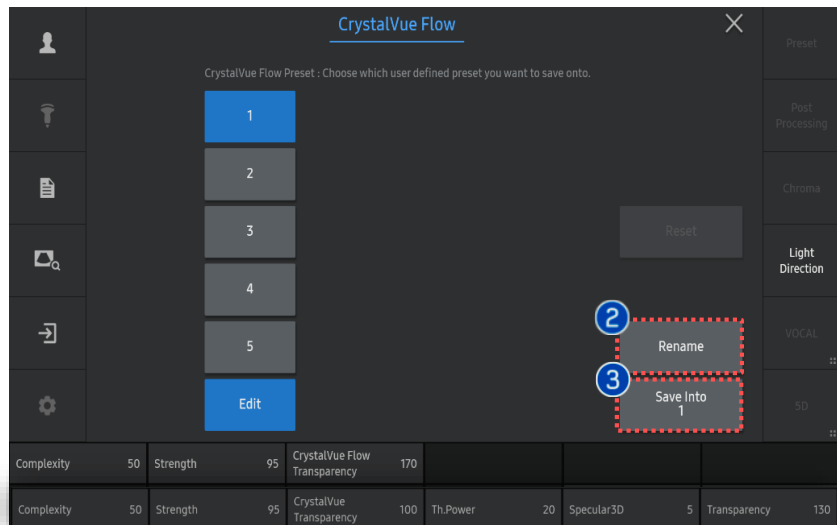 CrystalVue Flow
CrystalVue Flow Preset : Choose which user defined preset you want to save onto.
1
2
3
4
5
Edit
Reset
2
Rename
3
Save Into
1
Preset
Post
Processing
Chroma
Light
Direction
VOCAL
5D
Complexity 50 Strength 95 CrystalVue Flow
Transparency 170
Complexity 50 Strength 95 CrystalVue
Transparency 100 Th.Power 20 Specular3D 5 Transparency 130